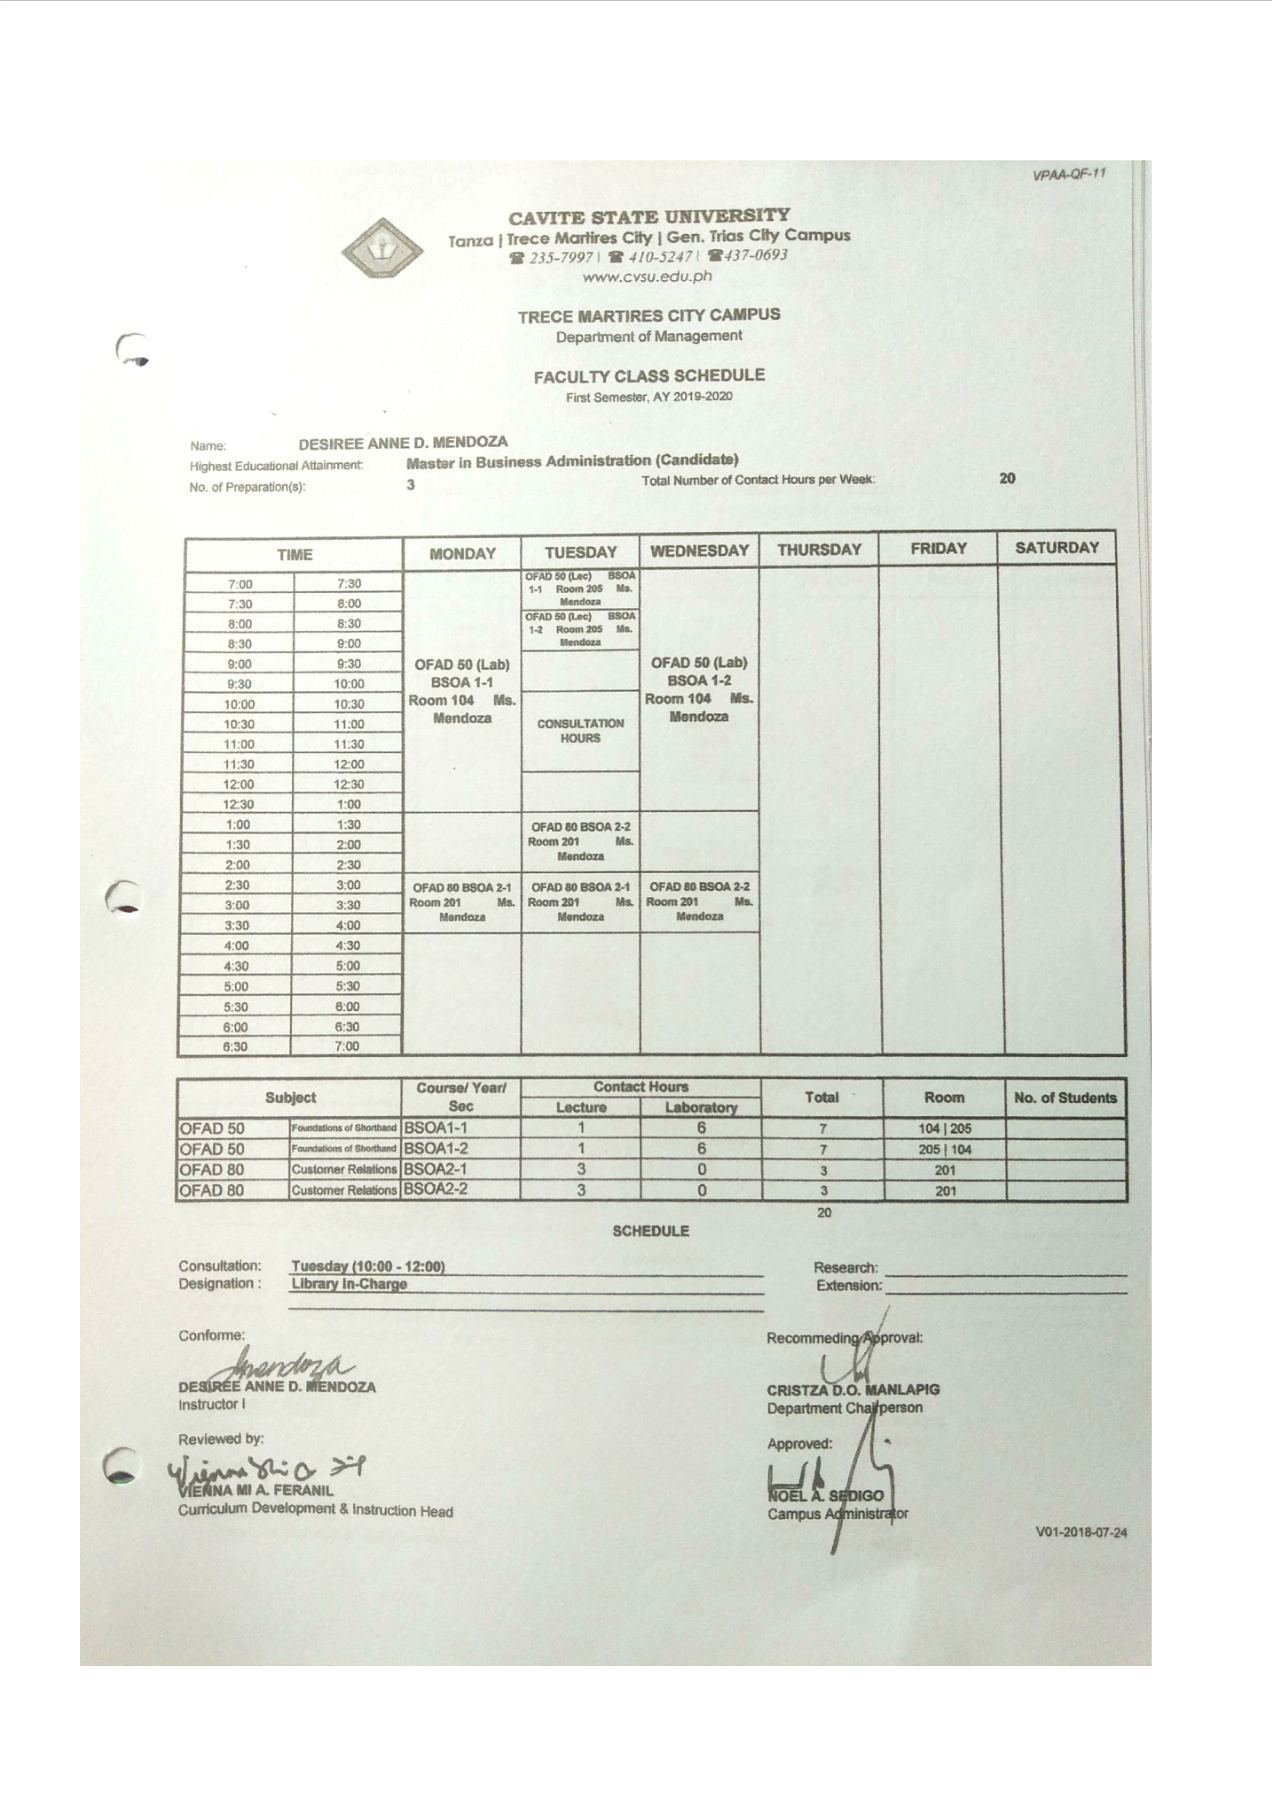 VPAA-QF-11
CAVITE STATE UNIVERSITY
Tanza | Trece Martires City | Gen. Trias City Campus
☎ 235-7997 | ☎ 410-5247 | ☎437-0693
www.cvsu.edu.ph
TRECE MARTIRES CITY CAMPUS
Department of Management
FACULTY CLASS SCHEDULE
First Semester, AY 2019-2020
Name: DESIREE ANNE D. MENDOZA
Highest Educational Attainment: Master in Business Administration (Candidate)
No. of Preparation(s): 3 Total Number of Contact Hours per Week: 20
TIME MONDAY TUESDAY WEDNESDAY THURSDAY FRIDAY SATURDAY
7:00 7:30
7:30 8:00
8:00 8:30
8:30 9:00
9:00 9:30
9:30 10:00
10:00 10:30
10:30 11:00
11:00 11:30
11:30 12:00
12:00 12:30
12:30 1:00
1:00 1:30
1:30 2:00
2:00 2:30
2:30 3:00
3:00 3:30
3:30 4:00
4:00 4:30
4:30 5:00
5:00 5:30
5:30 6:00
6:00 6:30
6:30 7:00
OFAD 50 (Lab)
BSOA 1-1
Room 104 Ms.
Mendoza
OFAD 80 BSOA 2-1
Room 201 Ms.
Mendoza
OFAD 50 (Lec) BSOA
1-1 Room 205 Ms.
Mendoza
OFAD 50 (Lec) BSOA
1-2 Room 205 Ms.
Mendoza
CONSULTATION
HOURS
OFAD 80 BSOA 2-2
Room 201 Ms.
Mendoza
OFAD 80 BSOA 2-1
Room 201 Ms.
Mendoza
OFAD 50 (Lab)
BSOA 1-2
Room 104 Ms.
Mendoza
OFAD 80 BSOA 2-2
Room 201 Ms.
Mendoza
Subject Course/ Year/ Sec Contact Hours Total Room No. of Students
Lecture Laboratory
OFAD 50 Foundations of Shorthand BSOA1-1 1 6 7 104 | 205
OFAD 50 Foundations of Shorthand BSOA1-2 1 6 7 205 | 104
OFAD 80 Customer Relations BSOA2-1 3 0 3 201
OFAD 80 Customer Relations BSOA2-2 3 0 3 201
20
SCHEDULE
Consultation: Tuesday (10:00 - 12:00) Research:
Designation : Library In-Charge Extension:
Conforme: Recommeding Approval:
Mendoza
DESIREE ANNE D. MENDOZA CRISTZA D.O. MANLAPIG
Instructor I Department Chairperson
Reviewed by: Approved:
VIENNA MI A. FERANIL NOEL A. SEDIGO
Curriculum Development & Instruction Head Campus Administrator
V01-2018-07-24